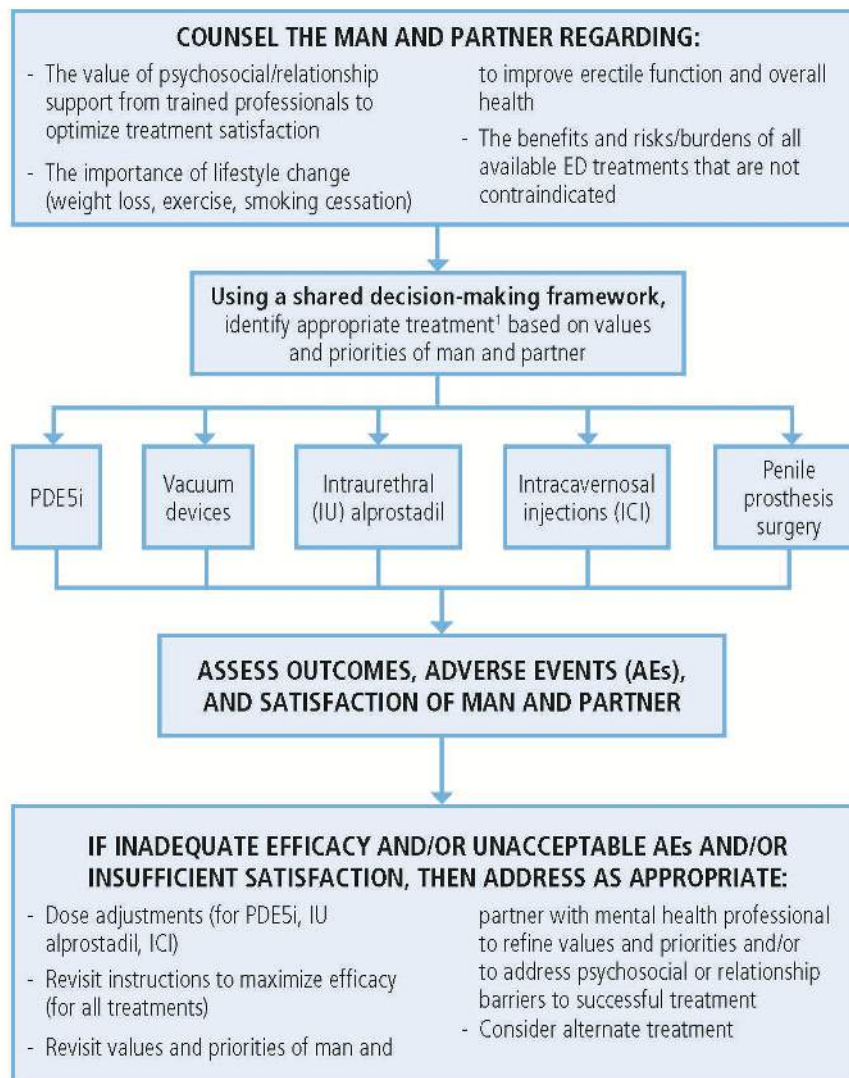 COUNSEL THE MAN AND PARTNER REGARDING:
- The value of psychosocial/relationship
support from trained professionals to
optimize treatment satisfaction
- The importance of lifestyle change
(weight loss, exercise, smoking cessation)
to improve erectile function and overall
health
- The benefits and risks/burdens of all
available ED treatments that are not
contraindicated
Using a shared decision-making framework,
identify appropriate treatment¹ based on values
and priorities of man and partner
PDE5i
Vacuum
devices
Intraurethral
(IU) alprostadil
Intracavernosal
injections (ICI)
Penile
prosthesis
surgery
ASSESS OUTCOMES, ADVERSE EVENTS (AEs),
AND SATISFACTION OF MAN AND PARTNER
IF INADEQUATE EFFICACY AND/OR UNACCEPTABLE AEs AND/OR
INSUFFICIENT SATISFACTION, THEN ADDRESS AS APPROPRIATE:
- Dose adjustments (for PDE5i, IU
alprostadil, ICI)
- Revisit instructions to maximize efficacy
(for all treatments)
- Revisit values and priorities of man and
partner with mental health professional
to refine values and priorities and/or
to address psychosocial or relationship
barriers to successful treatment
- Consider alternate treatment